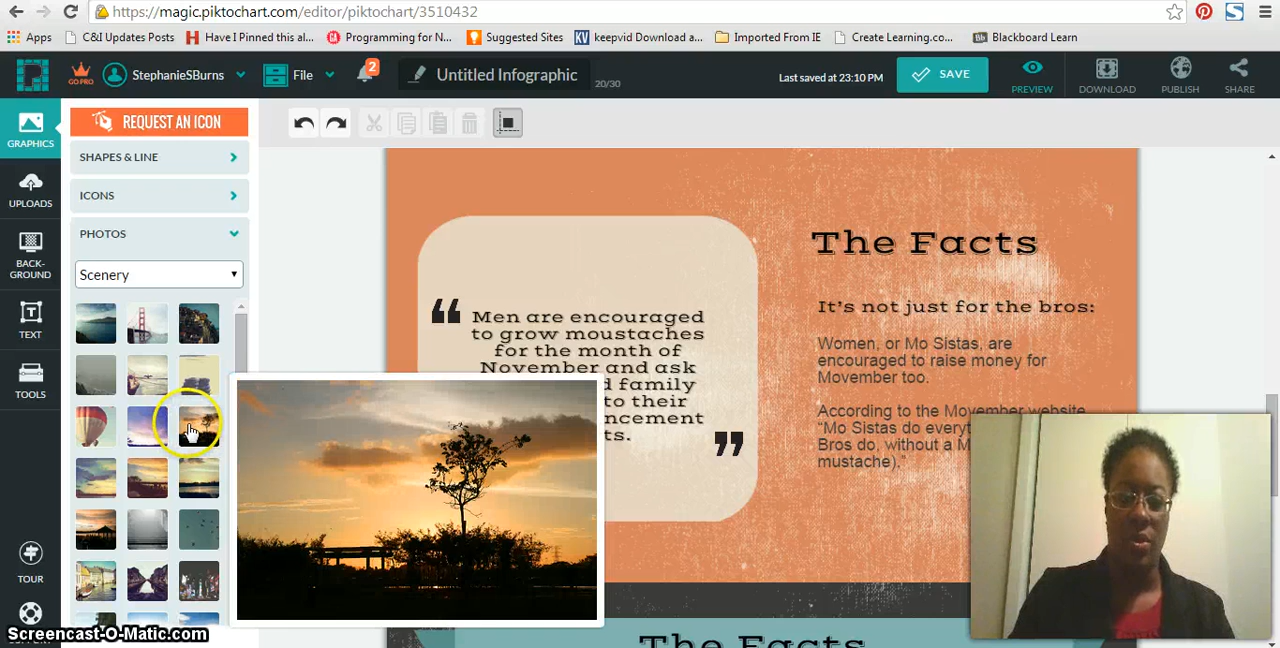 https://magic.piktochart.com/editor/piktochart/3510432
Apps C&I Updates Posts Have I Pinned this al... Programming for N... Suggested Sites KV keepvid Download a... Imported From IE Create Learning.co... Bb Blackboard Learn
GO PRO StephanieSBurns File 2 Untitled Infographic 20/30 Last saved at 23:10 PM SAVE PREVIEW DOWNLOAD PUBLISH SHARE
GRAPHICS
UPLOADS
BACK-
GROUND
TEXT
TOOLS
TOUR
REQUEST AN ICON
SHAPES & LINE
ICONS
PHOTOS
Scenery
“ Men are encouraged
to grow moustaches
for the month of
November and ask
d family
to their
ncement
ts. ”
The Facts
It's not just for the bros:
Women, or Mo Sistas, are
encouraged to raise money for
Movember too.
According to the Movember website,
“Mo Sistas do everyt
Bros do, without a M
mustache).”
The Facts
Screencast-O-Matic.com